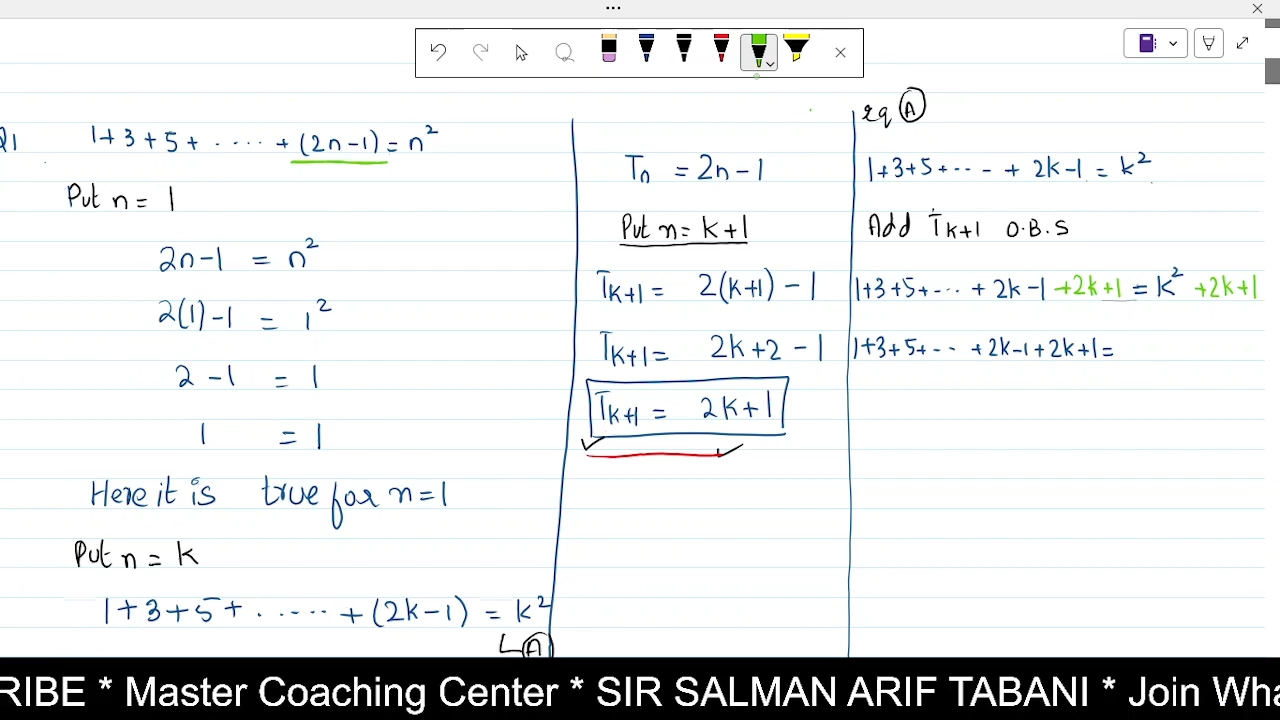 Q1 1+3+5+.....+(2n-1)=n²
Put n = 1
2n-1 = n²
2(1)-1 = 1²
2-1 = 1
1 = 1
Here it is true for n=1
Put n = k
1+3+5+......+(2k-1) = k²
A
Tn = 2n-1
Put n = k+1
Tk+1 = 2(k+1)-1
Tk+1 = 2k+2-1
Tk+1 = 2k+1
eq A
1+3+5+...-+ 2k-1 = k²
Add Tk+1 O.B.S
1+3+5+...+ 2k-1 +2k+1 = k² +2k+1
1+3+5+...+2k-1+2k+1=
RIBE * Master Coaching Center * SIR SALMAN ARIF TABANI * Join Wha